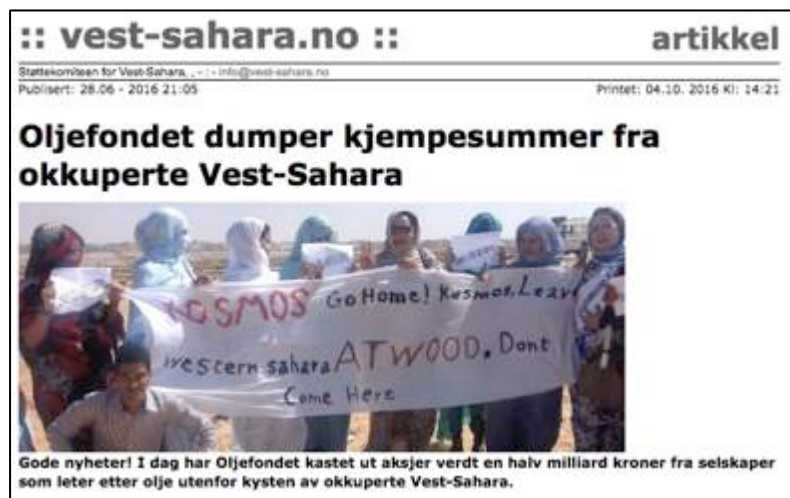 :: vest-sahara.no ::
artikkel
Støttekomiteen for Vest-Sahara, , - : - info@vest-sahara.no
Publisert: 28.06 - 2016 21:05
Printet: 04.10. 2016 Kl: 14:21
Oljefondet dumper kjempesummer fra
okkuperte Vest-Sahara
KOSMOS Go Home! Kosmos, Leave
western sahara ATWOOD, Dont
Come Here
Gode nyheter! I dag har Oljefondet kastet ut aksjer verdt en halv milliard kroner fra selskaper
som leter etter olje utenfor kysten av okkuperte Vest-Sahara.